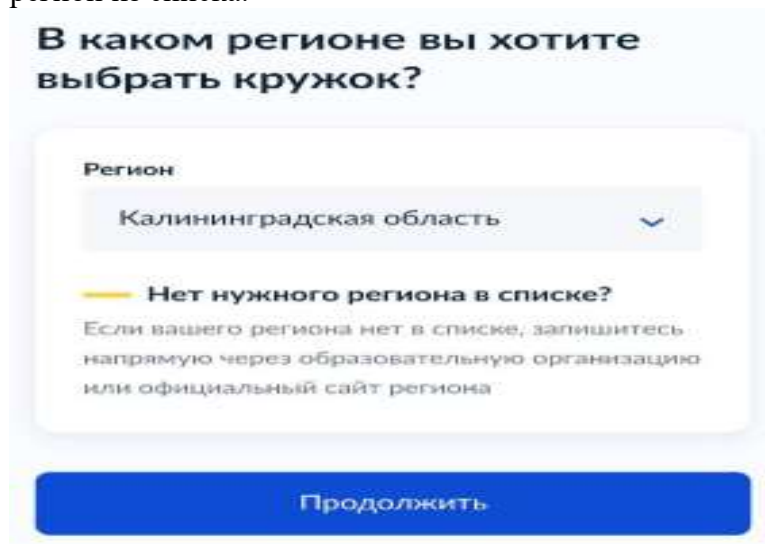 В каком регионе вы хотите
выбрать кружок?
Регион
Калининградская область
Нет нужного региона в списке?
Если вашего региона нет в списке, запишитесь
напрямую через образовательную организацию
или официальный сайт региона
Продолжить